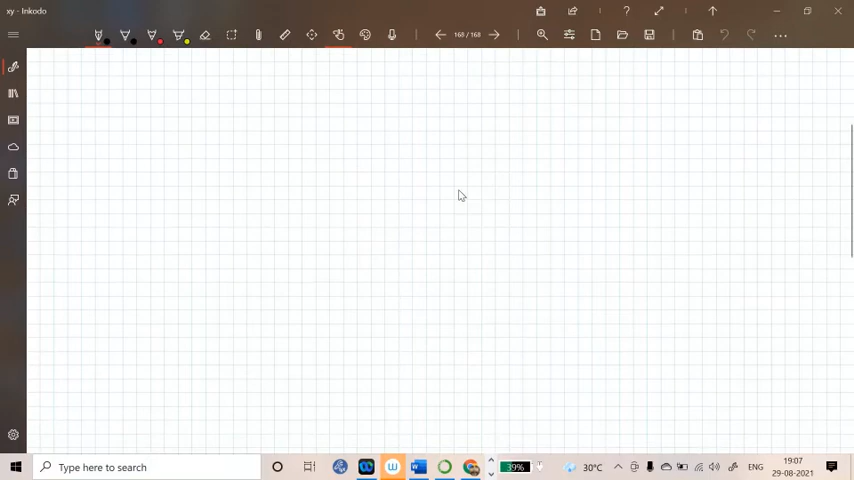 xy - Inkodo
168 / 168
Type here to search
39%
30°C
ENG
19:07
29-08-2021